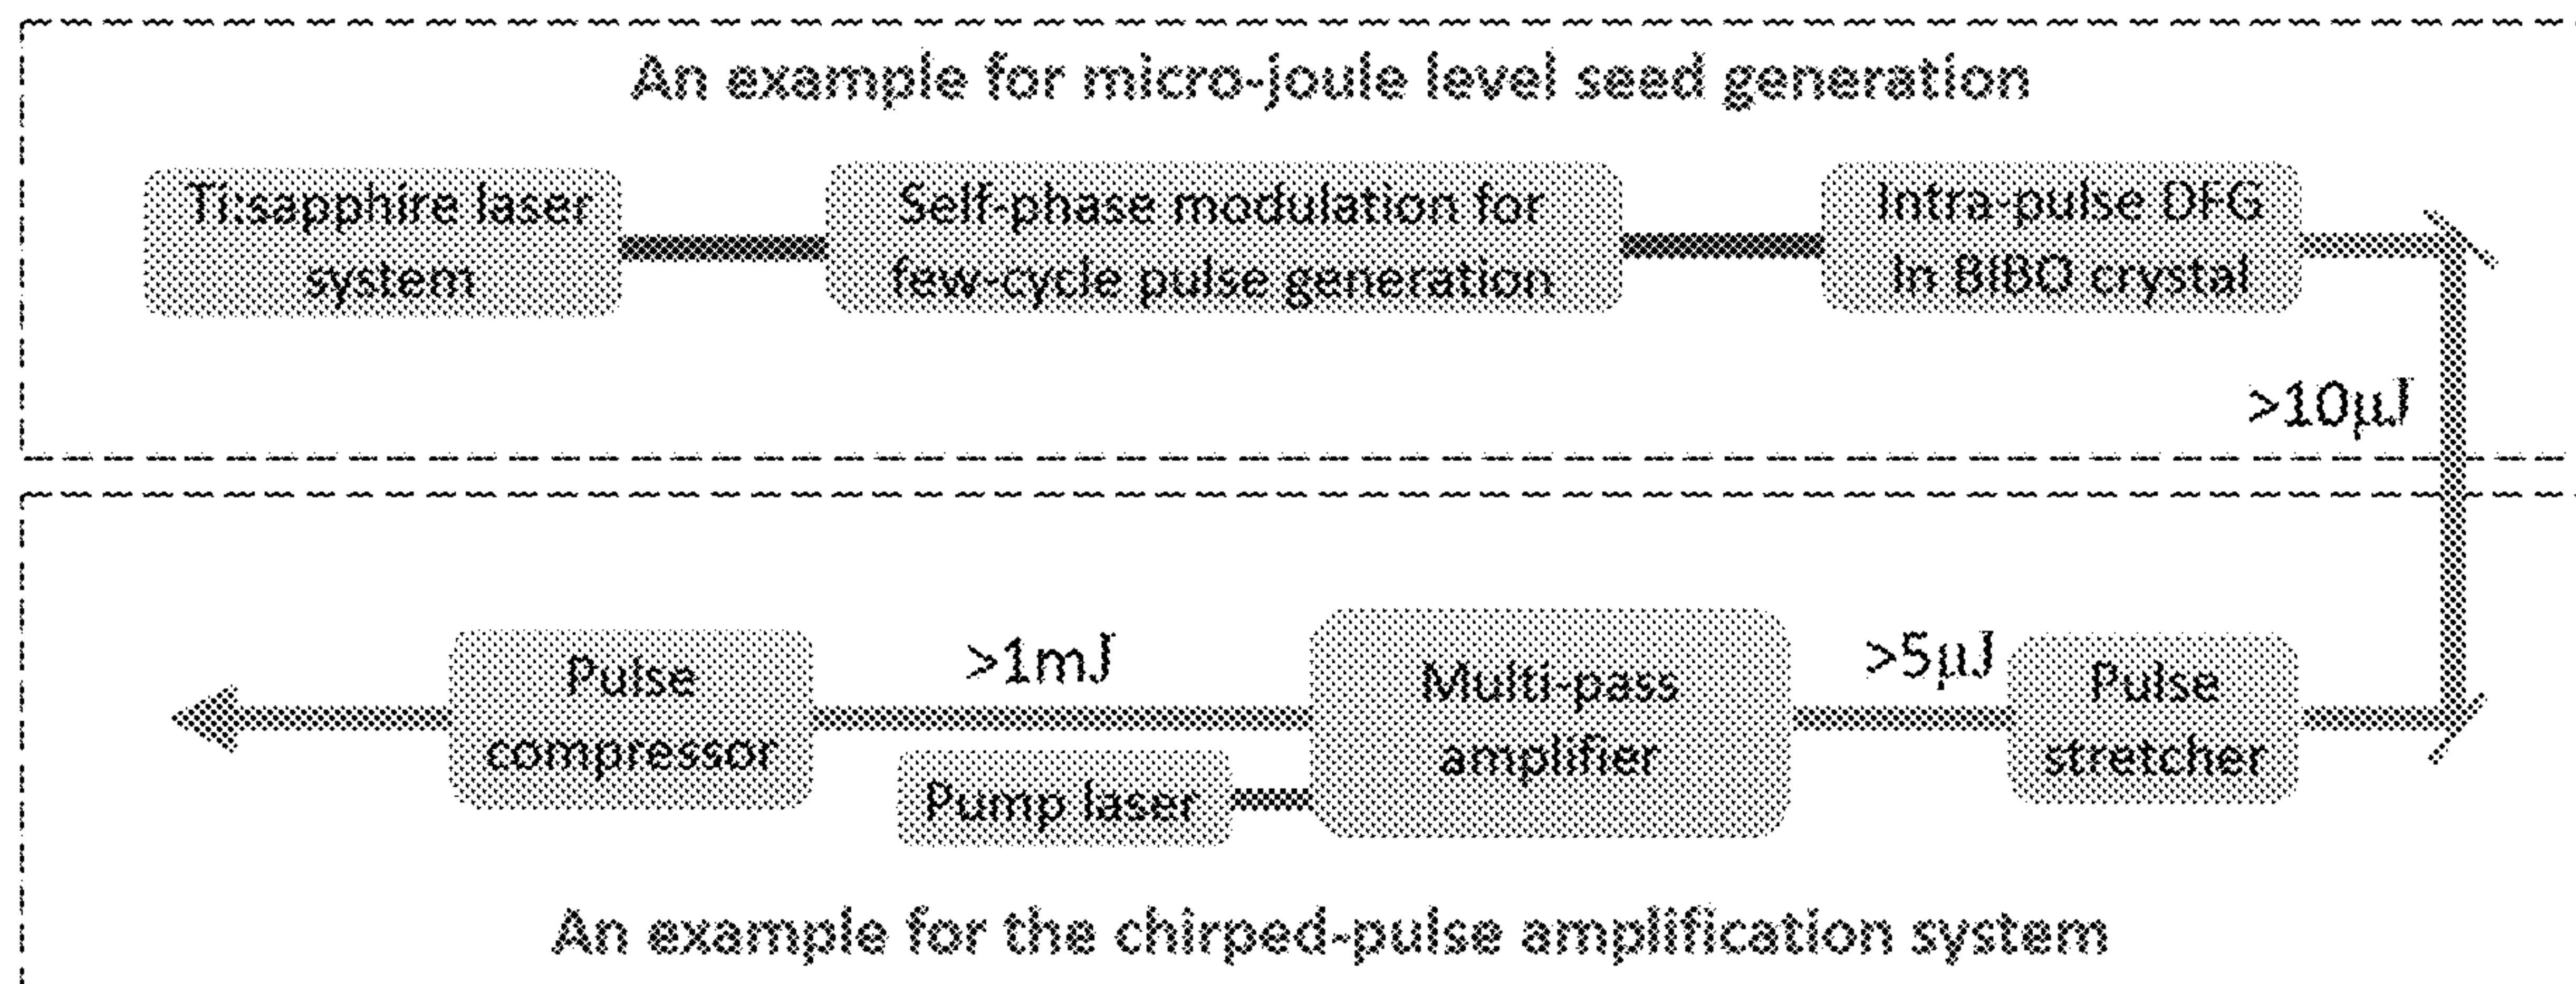 An example for micro-joule level seed generation
Ti:sapphire laser
system
Self-phase modulation for
few-cycle pulse generation
Intra-pulse DFG
in BIBO crystal
>10μJ
Pulse
compressor
>1mJ
Pump laser
Multi-pass
amplifier
>5μJ
Pulse
stretcher
An example for the chirped-pulse amplification system